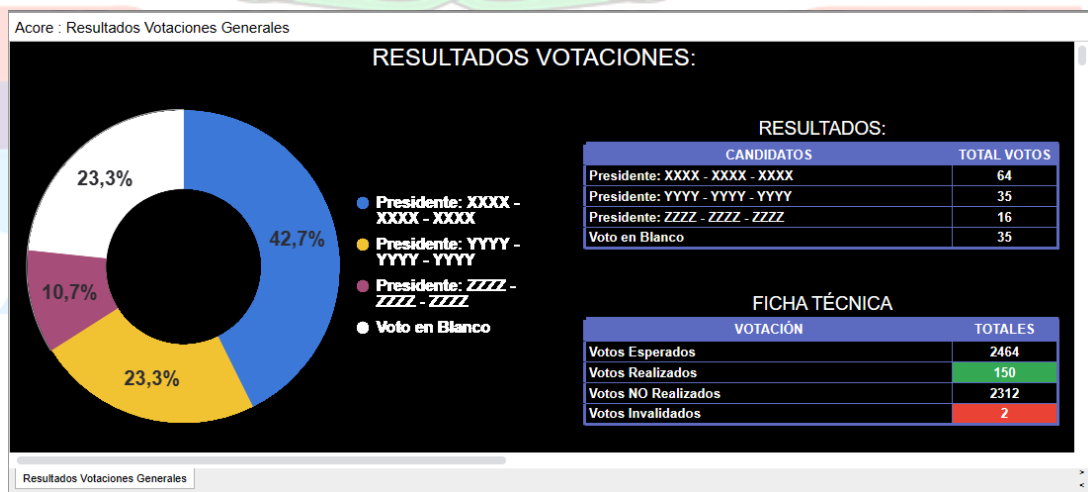 Acore : Resultados Votaciones Generales
RESULTADOS VOTACIONES:
23,3%
42,7%
10,7%
23,3%
Presidente: XXXX -
XXXX - XXXX
Presidente: YYYY -
YYYY - YYYY
Presidente: ZZZZ -
ZZZZ - ZZZZ
Voto en Blanco
RESULTADOS:
CANDIDATOS TOTAL VOTOS
Presidente: XXXX - XXXX - XXXX 64
Presidente: YYYY - YYYY - YYYY 35
Presidente: ZZZZ - ZZZZ - ZZZZ 16
Voto en Blanco 35
FICHA TÉCNICA
VOTACIÓN TOTALES
Votos Esperados 2464
Votos Realizados 150
Votos NO Realizados 2312
Votos Invalidados 2
Resultados Votaciones Generales